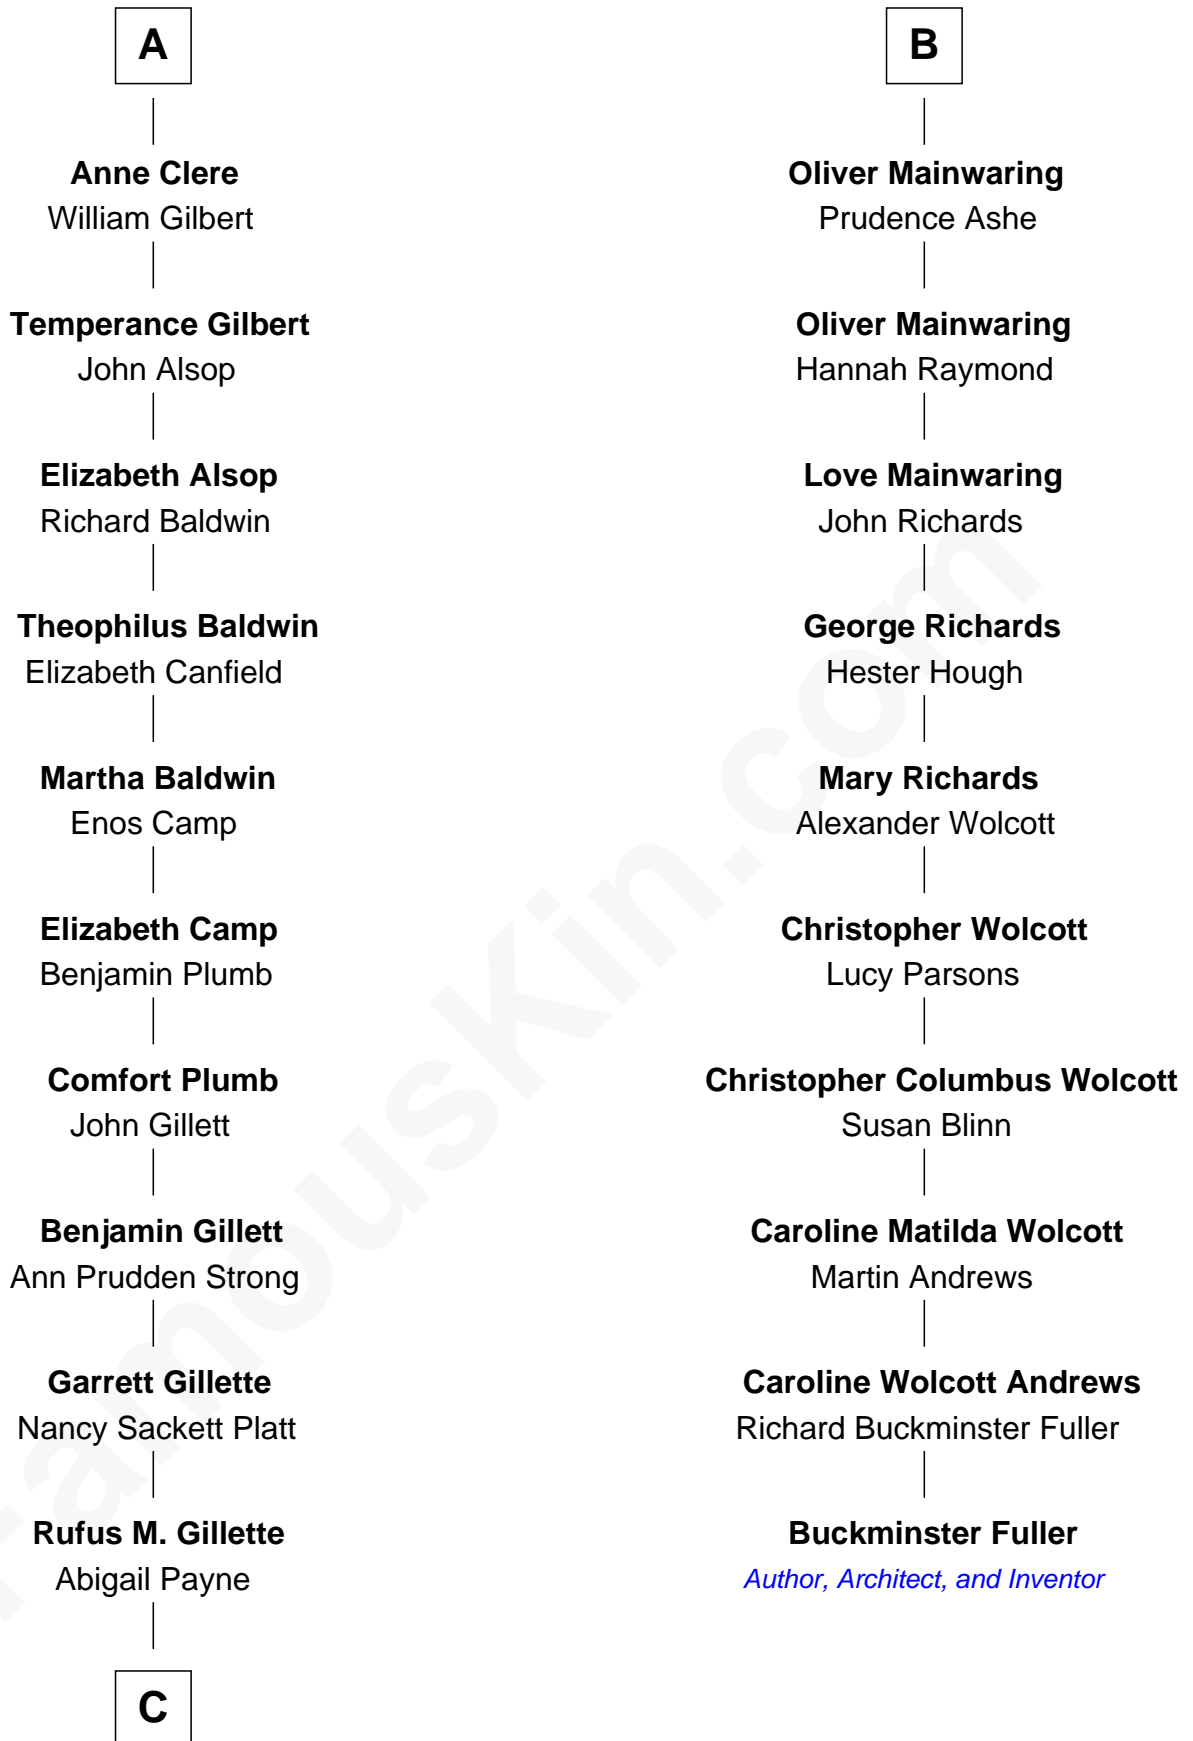 A
Anne Clere
William Gilbert
Temperance Gilbert
John Alsop
Elizabeth Alsop
Richard Baldwin
Theophilus Baldwin
Elizabeth Canfield
Martha Baldwin
Enos Camp
Elizabeth Camp
Benjamin Plumb
Comfort Plumb
John Gillett
Benjamin Gillett
Ann Prudden Strong
Garrett Gillette
Nancy Sackett Platt
Rufus M. Gillette
Abigail Payne
C
B
Oliver Mainwaring
Prudence Ashe
Oliver Mainwaring
Hannah Raymond
Love Mainwaring
John Richards
George Richards
Hester Hough
Mary Richards
Alexander Wolcott
Christopher Wolcott
Lucy Parsons
Christopher Columbus Wolcott
Susan Blinn
Caroline Matilda Wolcott
Martin Andrews
Caroline Wolcott Andrews
Richard Buckminster Fuller
Buckminster Fuller
Author, Architect, and Inventor
FamousKin.com